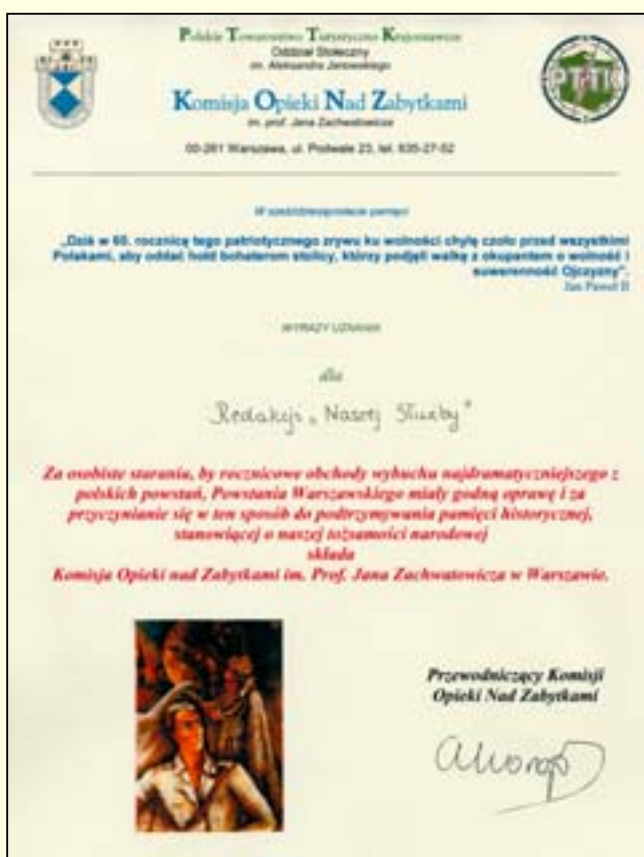 Polskie Towarzystwo Turystyczno Krajoznawcze
Oddział Stołeczny
im. Aleksandra Janowskiego
Komisja Opieki Nad Zabytkami
im. prof. Jana Zachwatowicza
00-261 Warszawa, ul. Podwale 23, tel. 635-27-52
PTTK
W sześćdziesięciolecie pamięci
„Dziś w 60. rocznicę tego patriotycznego zrywu ku wolności chylę czoło przed wszystkimi
Polakami, aby oddać hołd bohaterom stolicy, którzy podjęli walkę z okupantem o wolność i
suwerenność Ojczyzny".
Jan Paweł II
WYRAZY UZNANIA
dla
Redakcji „Naszej Służby"
Za osobiste starania, by rocznicowe obchody wybuchu najdramatyczniejszego z
polskich powstań, Powstania Warszawskiego miały godną oprawę i za
przyczynianie się w ten sposób do podtrzymywania pamięci historycznej,
stanowiącej o naszej tożsamości narodowej
składa
Komisja Opieki nad Zabytkami im. Prof. Jana Zachwatowicza w Warszawie.
Przewodniczący Komisji
Opieki Nad Zabytkami